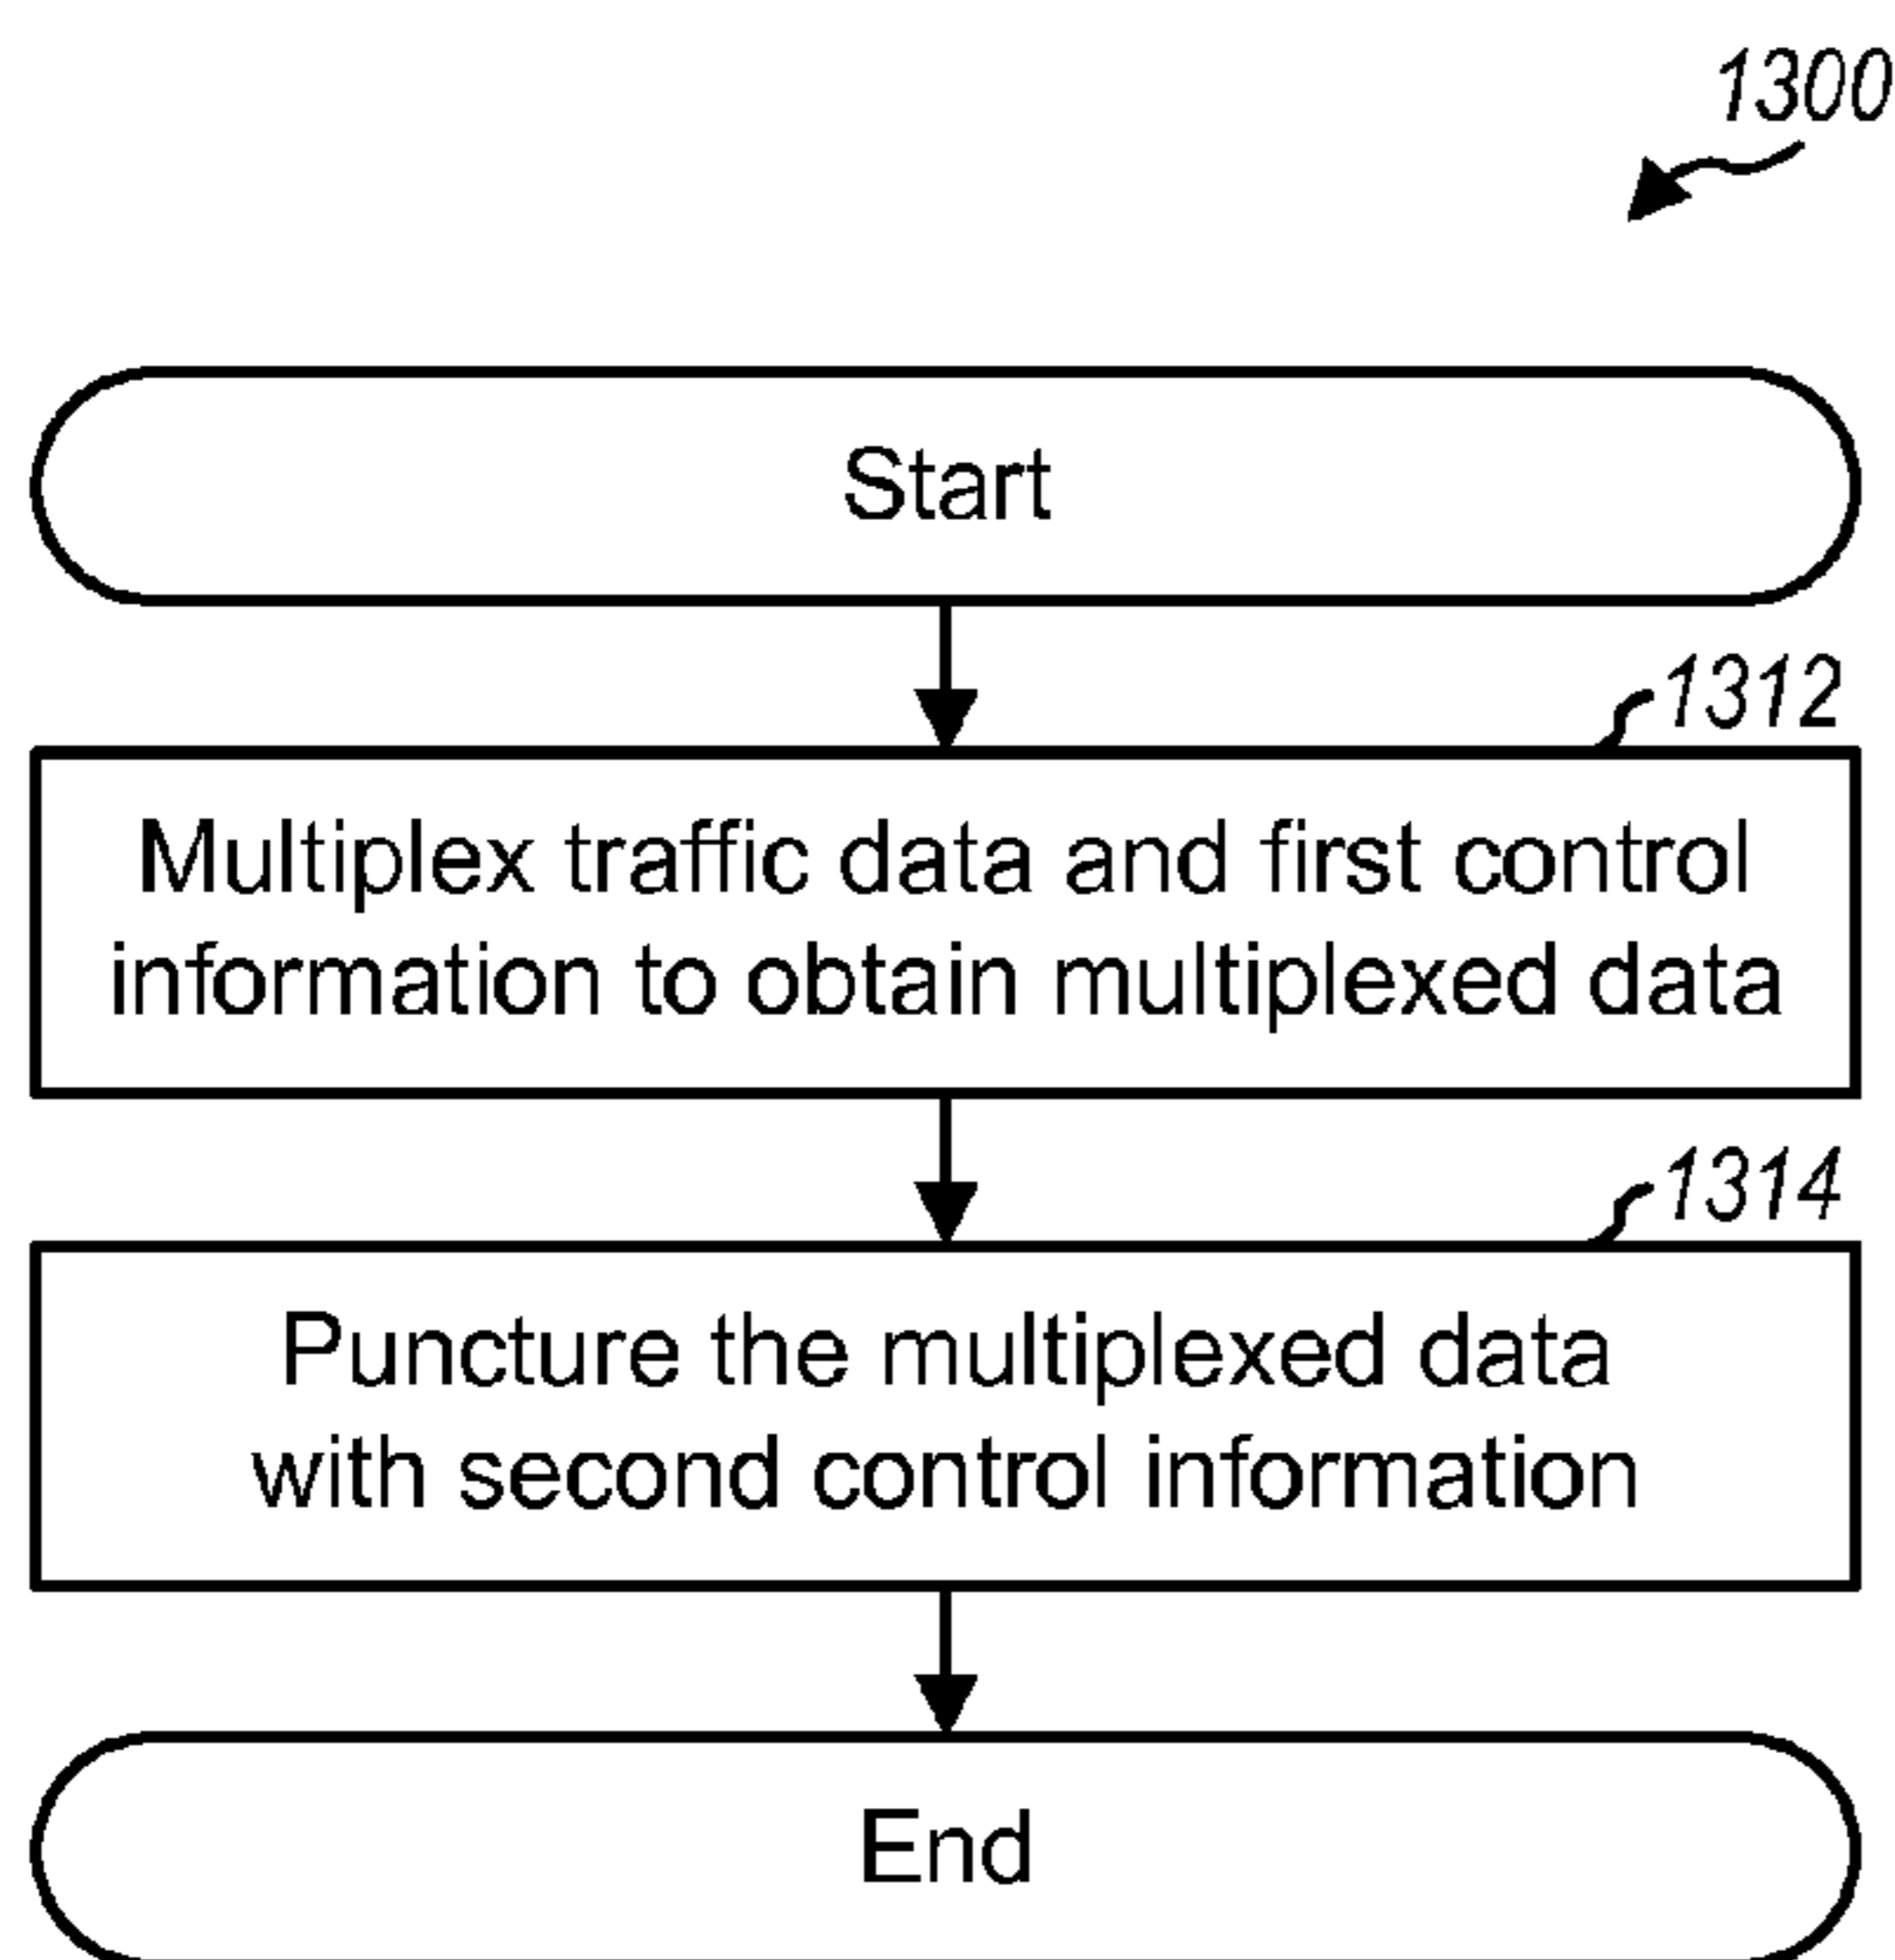 1300
Start
1312
Multiplex traffic data and first control
information to obtain multiplexed data
1314
Puncture the multiplexed data
with second control information
End